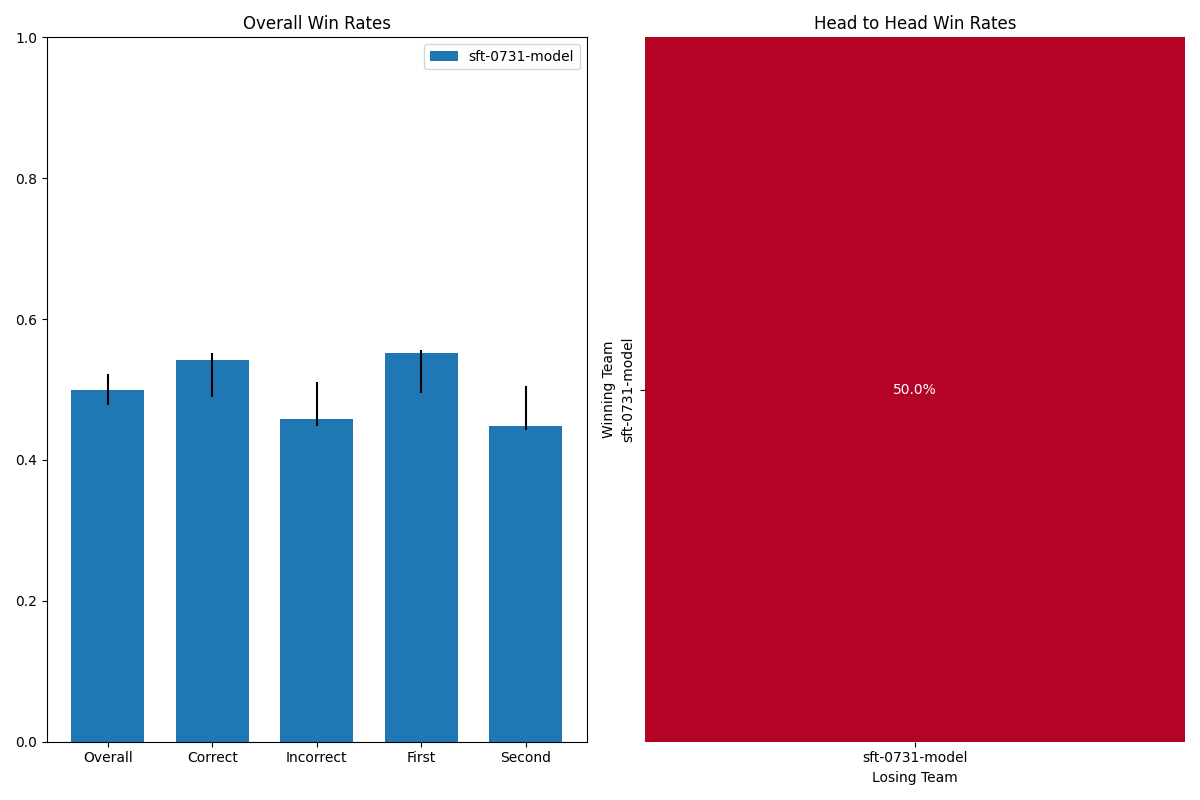 Overall Win Rates
1.0
0.8
0.6
0.4
0.2
0.0
sft-0731-model
Overall
Correct
Incorrect
First
Second
Head to Head Win Rates
Winning Team
sft-0731-model
50.0%
sft-0731-model
Losing Team